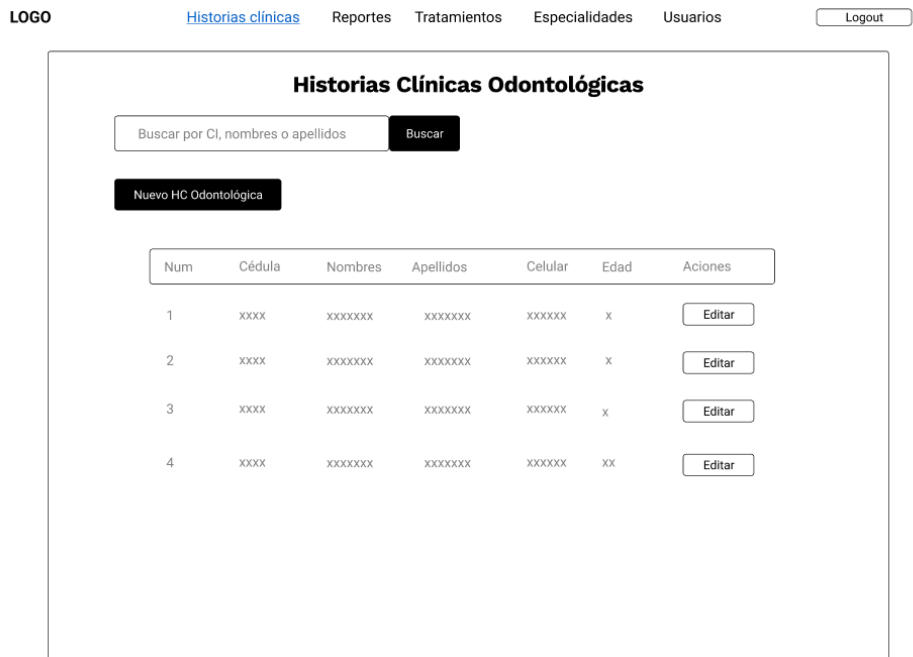 LOGO Historias clínicas Reportes Tratamientos Especialidades Usuarios Logout
Historias Clínicas Odontológicas
Buscar por CI, nombres o apellidos Buscar
Nuevo HC Odontológica
Num Cédula Nombres Apellidos Celular Edad Aciones
1 xxxx xxxxxxx xxxxxxx xxxxxx x Editar
2 xxxx xxxxxxx xxxxxxx xxxxxx x Editar
3 xxxx xxxxxxx xxxxxxx xxxxxx x Editar
4 xxxx xxxxxxx xxxxxxx xxxxxx xx Editar